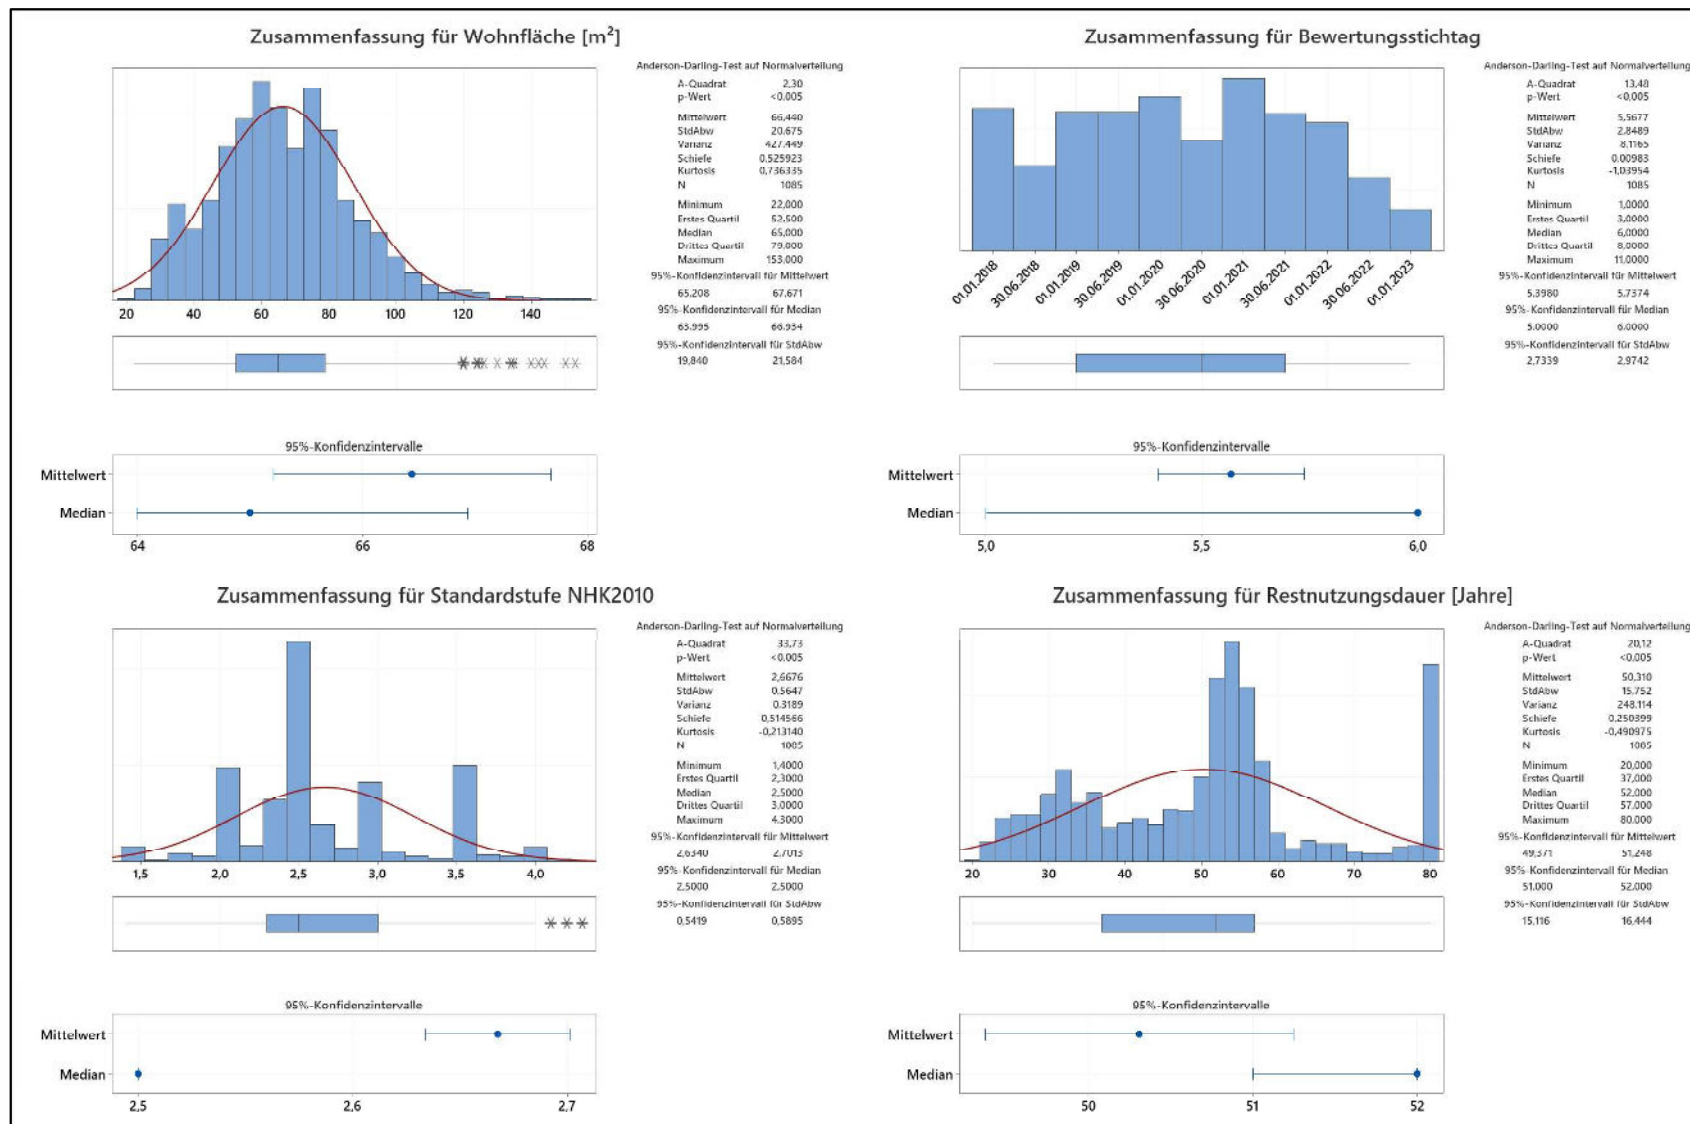 Zusammenfassung für Wohnfläche [m²]
Anderson-Darling-Test auf Normalverteilung
A-Quadrat 2,30
p-Wert <0,005
Mittelwert 66,440
StdAbw 20,675
Varianz 427,449
Schiefe 0,525923
Kurtosis 0,736335
N 1085
Minimum 22,000
Erstes Quartil 52,500
Median 65,000
Drittes Quartil 79,000
Maximum 153,000
95%-Konfidenzintervall für Mittelwert
65,208 67,671
95%-Konfidenzintervall für Median
63,995 66,934
95%-Konfidenzintervall für StdAbw
19,840 21,584
20 40 60 80 100 120 140
95%-Konfidenzintervalle
Mittelwert
Median
64 66 68
Zusammenfassung für Bewertungsstichtag
Anderson-Darling-Test auf Normalverteilung
A-Quadrat 13,48
p-Wert <0,005
Mittelwert 5,5677
StdAbw 2,8489
Varianz 8,1165
Schiefe 0,00983
Kurtosis -1,03954
N 1085
Minimum 1,0000
Erstes Quartil 3,0000
Median 6,0000
Drittes Quartil 8,0000
Maximum 11,0000
95%-Konfidenzintervall für Mittelwert
5,3980 5,7374
95%-Konfidenzintervall für Median
5,0000 6,0000
95%-Konfidenzintervall für StdAbw
2,7339 2,9742
01.01.2018 30.06.2018 01.01.2019 30.06.2019 01.01.2020 30.06.2020 01.01.2021 30.06.2021 01.01.2022 30.06.2022 01.01.2023
95%-Konfidenzintervalle
Mittelwert
Median
5,0 5,5 6,0
Zusammenfassung für Standardstufe NHK2010
Anderson-Darling-Test auf Normalverteilung
A-Quadrat 33,73
p-Wert <0,005
Mittelwert 2,6676
StdAbw 0,5647
Varianz 0,3189
Schiefe 0,514566
Kurtosis -0,213140
N 1085
Minimum 1,4000
Erstes Quartil 2,3000
Median 2,5000
Drittes Quartil 3,0000
Maximum 4,3000
95%-Konfidenzintervall für Mittelwert
2,6340 2,7013
95%-Konfidenzintervall für Median
2,5000 2,5000
95%-Konfidenzintervall für StdAbw
0,5419 0,5895
1,5 2,0 2,5 3,0 3,5 4,0
95%-Konfidenzintervalle
Mittelwert
Median
2,5 2,6 2,7
Zusammenfassung für Restnutzungsdauer [Jahre]
Anderson-Darling-Test auf Normalverteilung
A-Quadrat 20,12
p-Wert <0,005
Mittelwert 50,310
StdAbw 15,752
Varianz 248,114
Schiefe 0,250399
Kurtosis -0,490975
N 1085
Minimum 20,000
Erstes Quartil 37,000
Median 52,000
Drittes Quartil 57,000
Maximum 80,000
95%-Konfidenzintervall für Mittelwert
49,371 51,248
95%-Konfidenzintervall für Median
51,000 52,000
95%-Konfidenzintervall für StdAbw
15,116 16,444
20 30 40 50 60 70 80
95%-Konfidenzintervalle
Mittelwert
Median
50 51 52